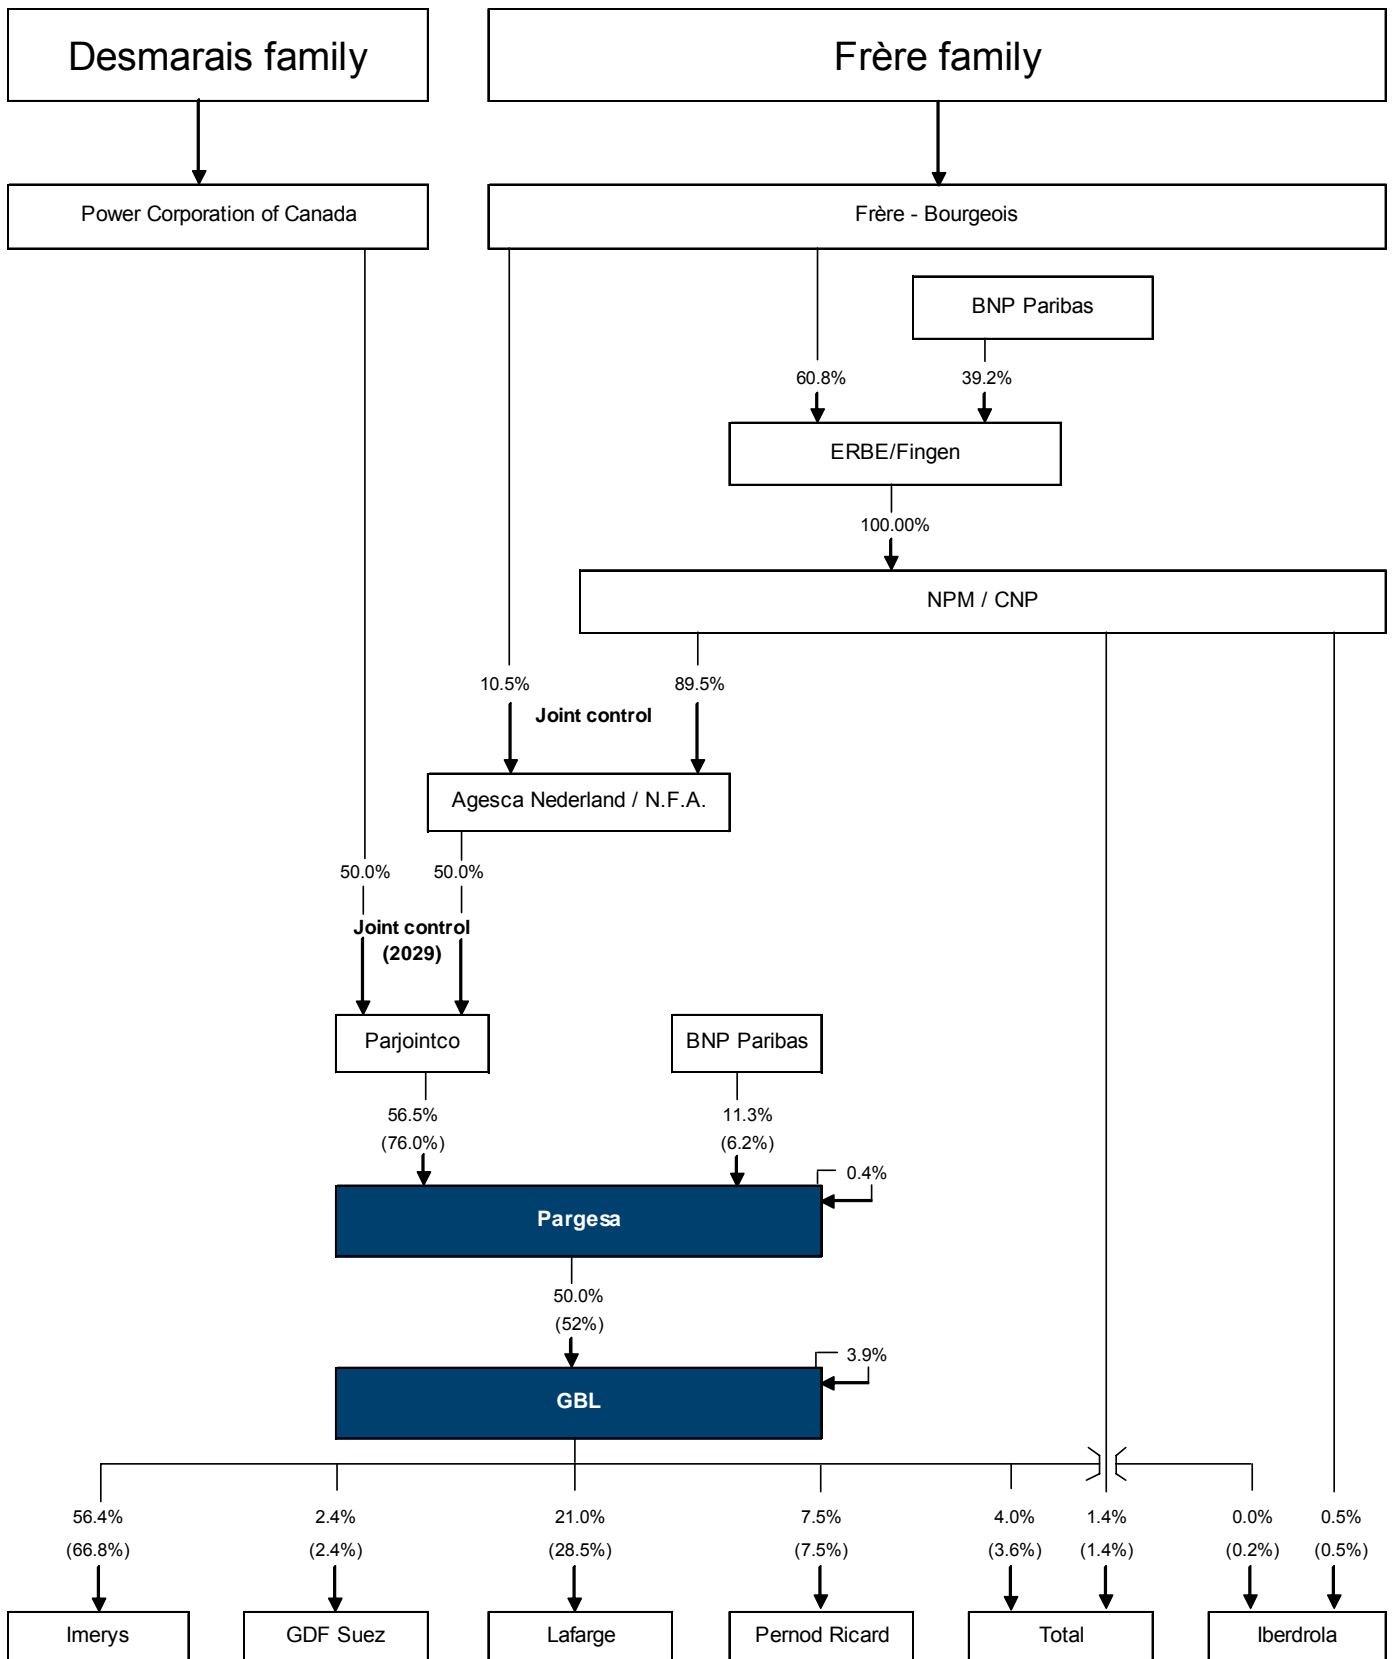 Desmarais family
Frère family
Power Corporation of Canada
Frère - Bourgeois
BNP Paribas
60.8%
39.2%
ERBE/Fingen
100.00%
NPM / CNP
10.5%
89.5%
Joint control
Agesca Nederland / N.F.A.
50.0%
50.0%
Joint control
(2029)
Parjointco
BNP Paribas
56.5%
11.3%
(76.0%)
(6.2%)
0.4%
Pargesa
50.0%
(52%)
3.9%
GBL
56.4%
2.4%
21.0%
7.5%
4.0%
1.4%
0.0%
0.5%
(66.8%)
(2.4%)
(28.5%)
(7.5%)
(3.6%)
(1.4%)
(0.2%)
(0.5%)
Imerys
GDF Suez
Lafarge
Pernod Ricard
Total
Iberdrola